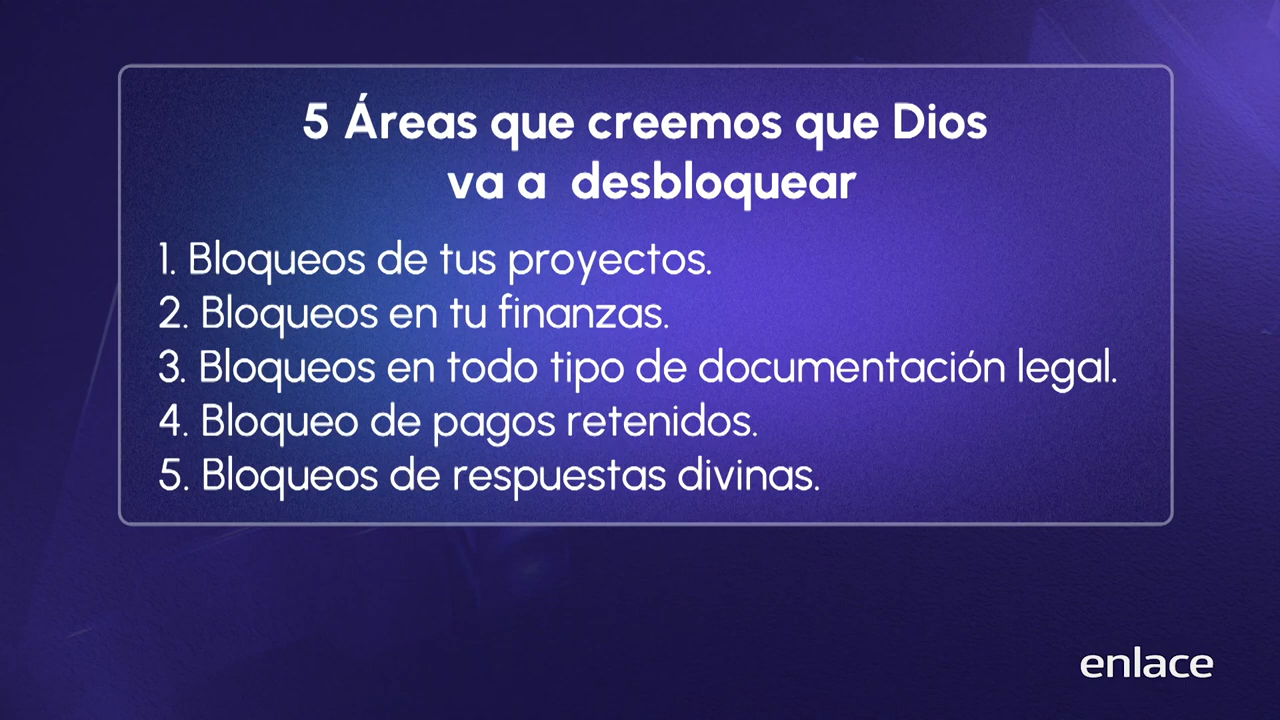 5 Áreas que creemos que Dios
va a  desbloquear
1. Bloqueos de tus proyectos.
2. Bloqueos en tu finanzas.
3. Bloqueos en todo tipo de documentación legal.
4. Bloqueo de pagos retenidos.
5. Bloqueos de respuestas divinas.
enlace